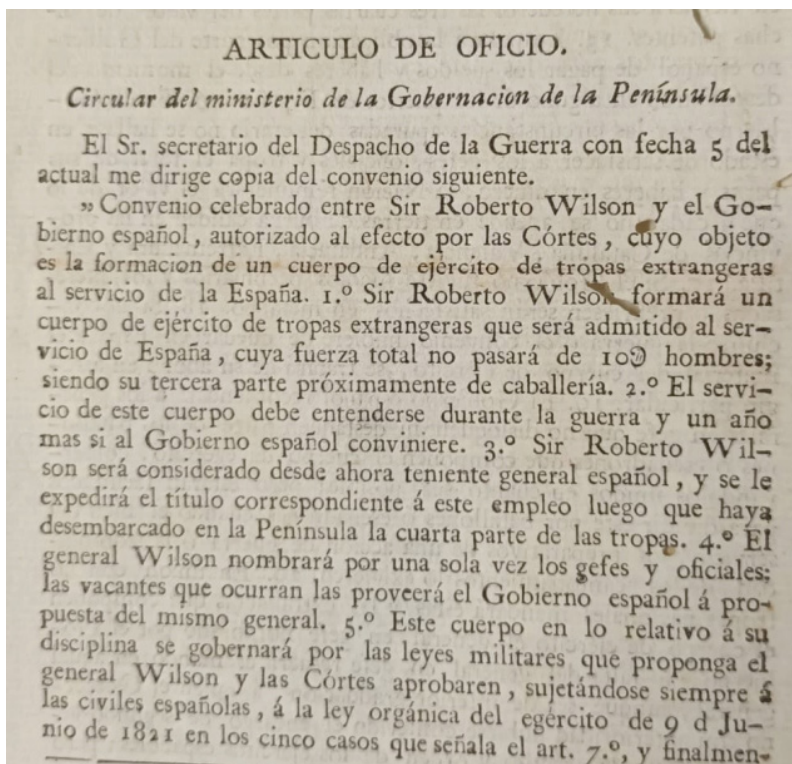 ARTICULO DE OFICIO.
Circular del ministerio de la Gobernacion de la Península.
El Sr. secretario del Despacho de la Guerra con fecha 5 del
actual me dirige copia del convenio siguiente.
„Convenio celebrado entre Sir Roberto Wilson y el Go-
bierno español, autorizado al efecto por las Córtes, cuyo objeto
es la formacion de un cuerpo de ejército de tropas extrangeras
al servicio de la España. 1.º Sir Roberto Wilson formará un
cuerpo de ejército de tropas extrangeras que será admitido al ser-
vicio de España, cuya fuerza total no pasará de 10Ꮽ hombres;
siendo su tercera parte próximamente de caballería. 2.º El servi-
cio de este cuerpo debe entenderse durante la guerra y un año
mas si al Gobierno español conviniere. 3.º Sir Roberto Wil-
son será considerado desde ahora teniente general español, y se le
expedirá el título correspondiente á este empleo luego que haya
desembarcado en la Península la cuarta parte de las tropas. 4.º El
general Wilson nombrará por una sola vez los gefes y oficiales;
las vacantes que ocurran las proveerá el Gobierno español á pro-
puesta del mismo general. 5.º Este cuerpo en lo relativo á su
disciplina se gobernará por las leyes militares que proponga el
general Wilson y las Córtes aprobaren, sujetándose siempre á
las civiles españolas, á la ley orgánica del egército de 9 d Ju-
nio de 1821 en los cinco casos que señala el art. 7.º, y finalmen-